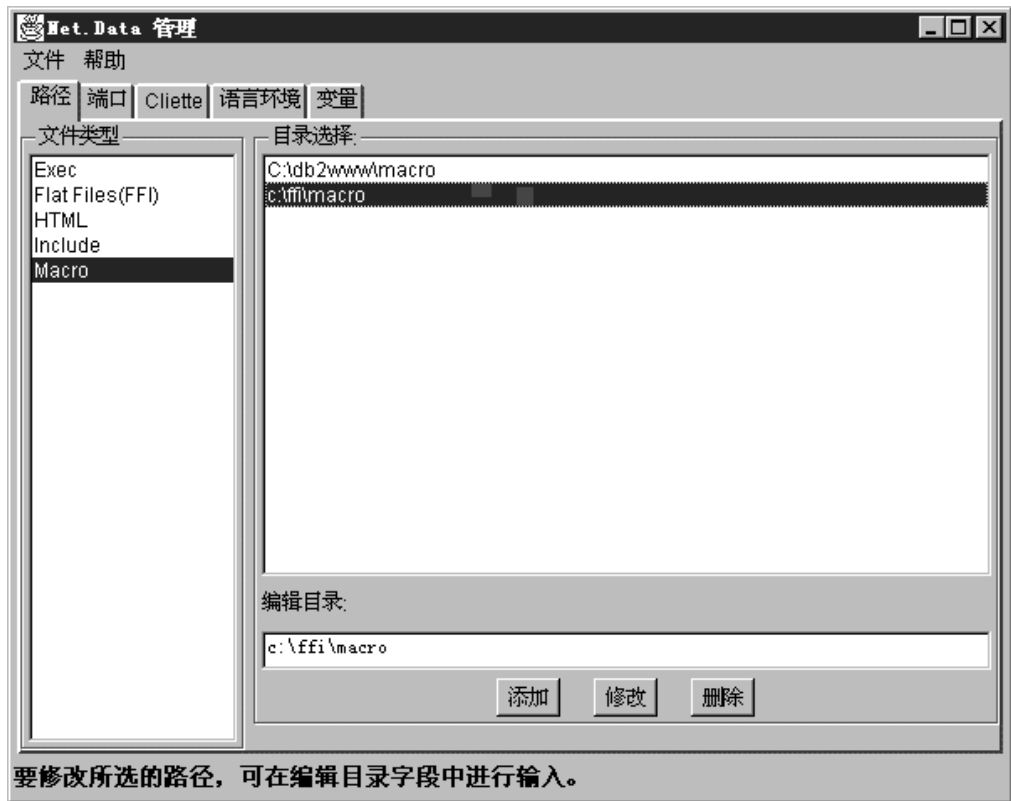 Net.Data 管理
文件 帮助
路径 端口 Cliette 语言环境 变量
文件类型
Exec
Flat Files(FFI)
HTML
Include
Macro
目录选择:
C:\db2www\macro
c:\ffi\macro
编辑目录:
c:\ffi\macro
添加 修改 删除
要修改所选的路径，可在编辑目录字段中进行输入。